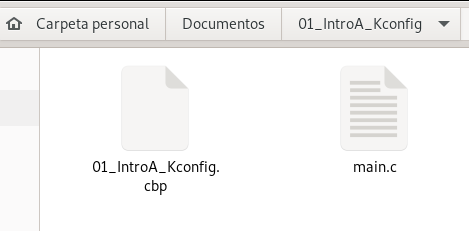 Carpeta personal Documentos 01_IntroA_Kconfig
01_IntroA_Kconfig. main.c
cbp